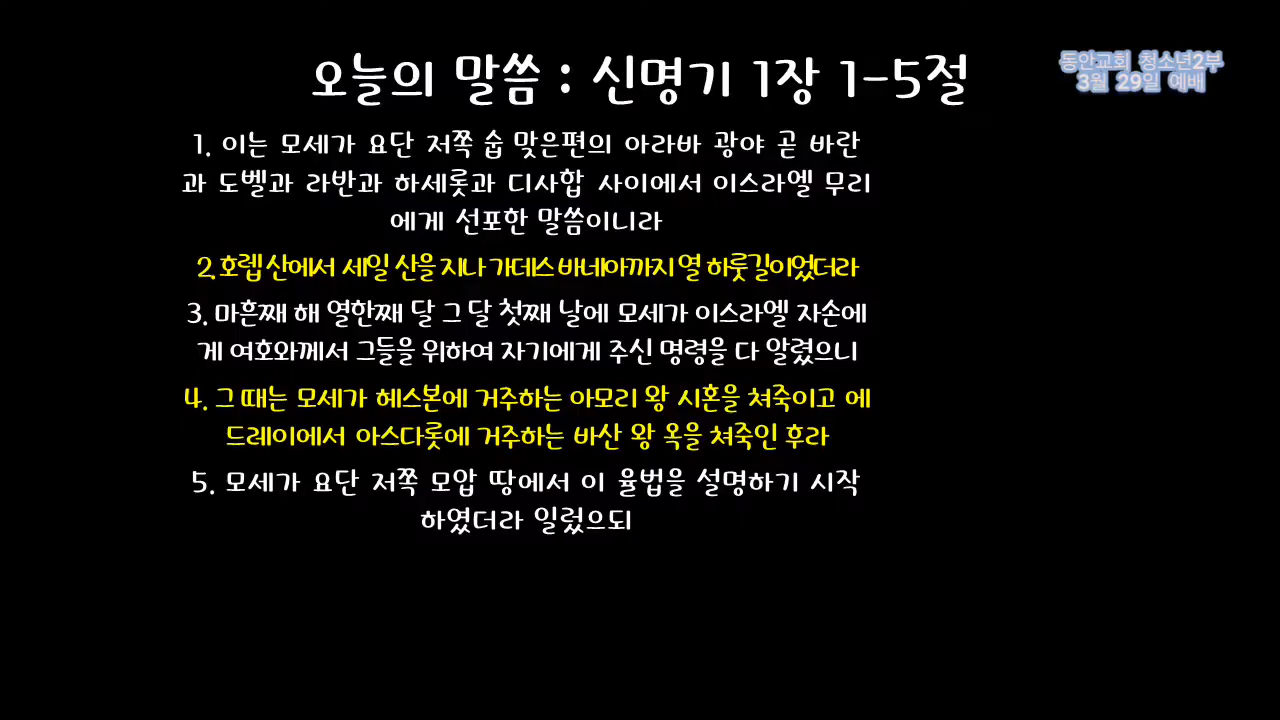 오늘의 말씀 : 신명기 1장 1-5절
동안교회 청소년2부
3월 29일 예배
1. 이는 모세가 요단 저쪽 숩 맞은편의 아라바 광야 곧 바란
과 도벨과 라반과 하세롯과 디사합 사이에서 이스라엘 무리
에게 선포한 말씀이니라
2. 호렙 산에서 세일 산을 지나 가데스 바네아까지 열 하룻길이었더라
3. 마흔째 해 열한째 달 그 달 첫째 날에 모세가 이스라엘 자손에
게 여호와께서 그들을 위하여 자기에게 주신 명령을 다 알렸으니
4. 그 때는 모세가 헤스본에 거주하는 아모리 왕 시혼을 쳐죽이고 에
드레이에서 아스다롯에 거주하는 바산 왕 옥을 쳐죽인 후라
5. 모세가 요단 저쪽 모압 땅에서 이 율법을 설명하기 시작
하였더라 일렀으되